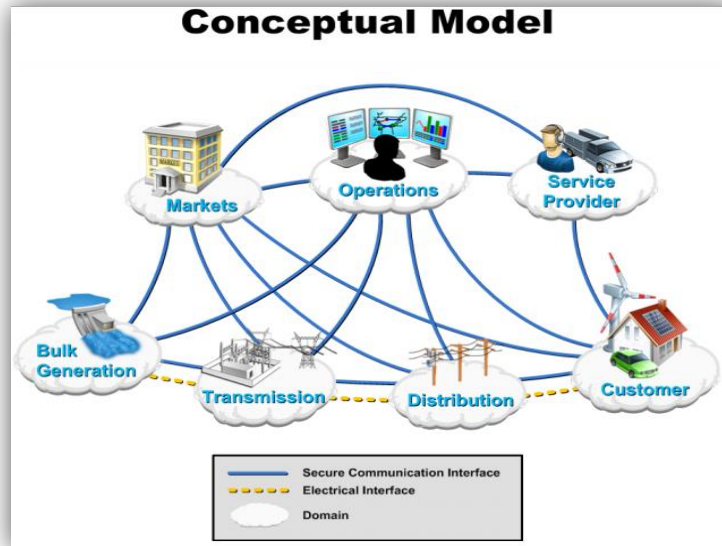 Conceptual Model
Markets
Operations
Service
Provider
Bulk
Generation
Transmission
Distribution
Customer
Secure Communication Interface
Electrical Interface
Domain